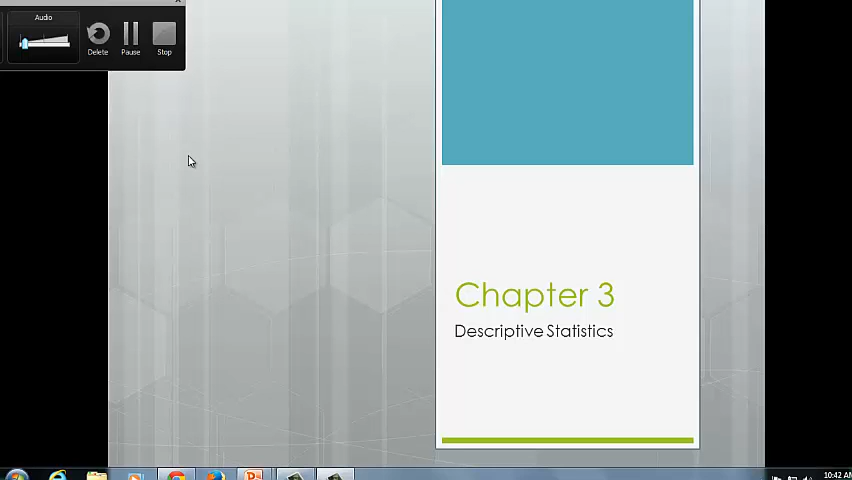 Audio
Delete
Pause
Stop
Chapter 3
Descriptive Statistics
10:42 AM